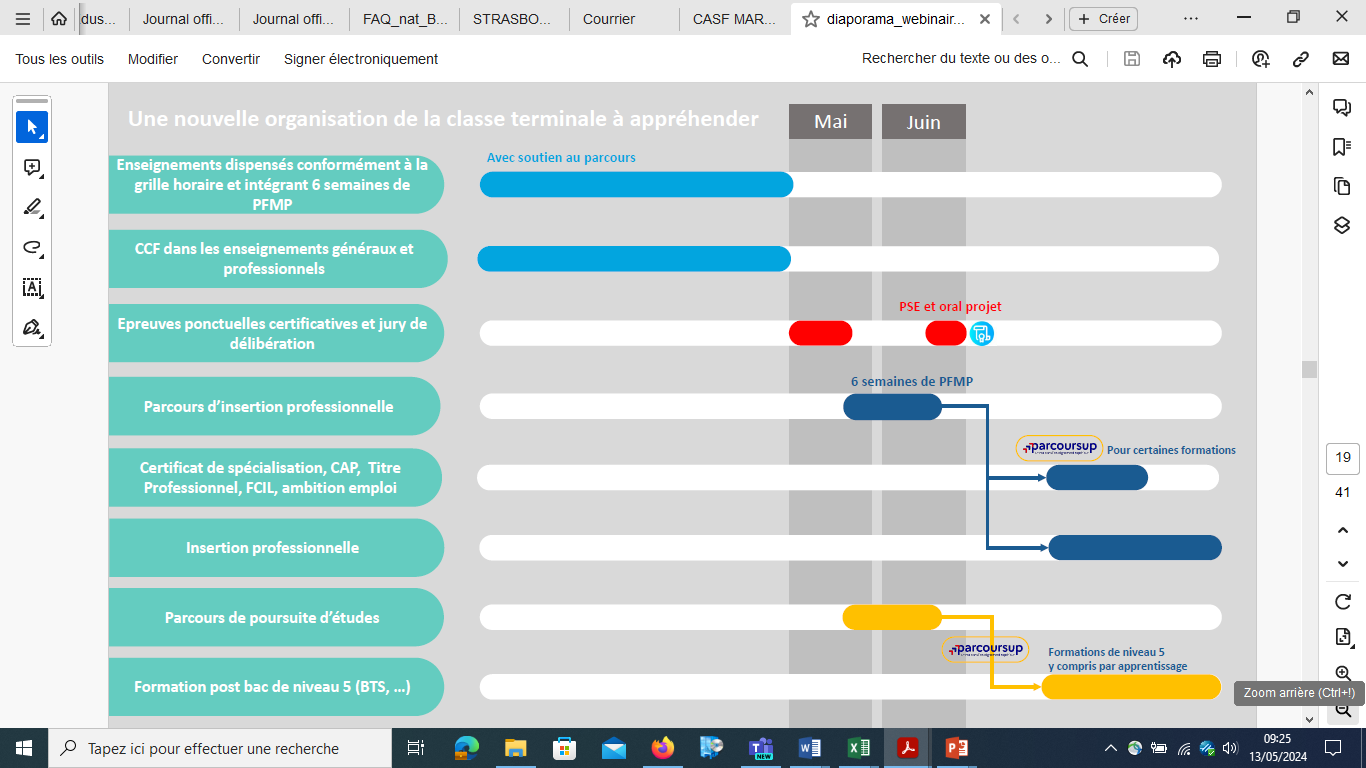 dus...
Journal offi...
Journal offi...
FAQ_nat_B...
STRASBO...
Courrier
CASF MAR...
diaporama_webinair...
Créer
Tous les outils
Modifier
Convertir
Signer électroniquement
Rechercher du texte ou des o...
Une nouvelle organisation de la classe terminale à appréhender
Mai
Juin
Enseignements dispensés conformément à la
grille horaire et intégrant 6 semaines de
PFMP
Avec soutien au parcours
CCF dans les enseignements généraux et
professionnels
Epreuves ponctuelles certificatives et jury de
délibération
PSE et oral projet
Parcours d'insertion professionnelle
6 semaines de PFMP
Certificat de spécialisation, CAP, Titre
Professionnel, FCIL, ambition emploi
parcoursup
Pour certaines formations
Insertion professionnelle
Parcours de poursuite d'études
parcoursup
Formations de niveau 5
y compris par apprentissage
Formation post bac de niveau 5 (BTS, ...)
19
41
Zoom arrière (Ctrl+!)
Tapez ici pour effectuer une recherche
NEW
09:25
13/05/2024